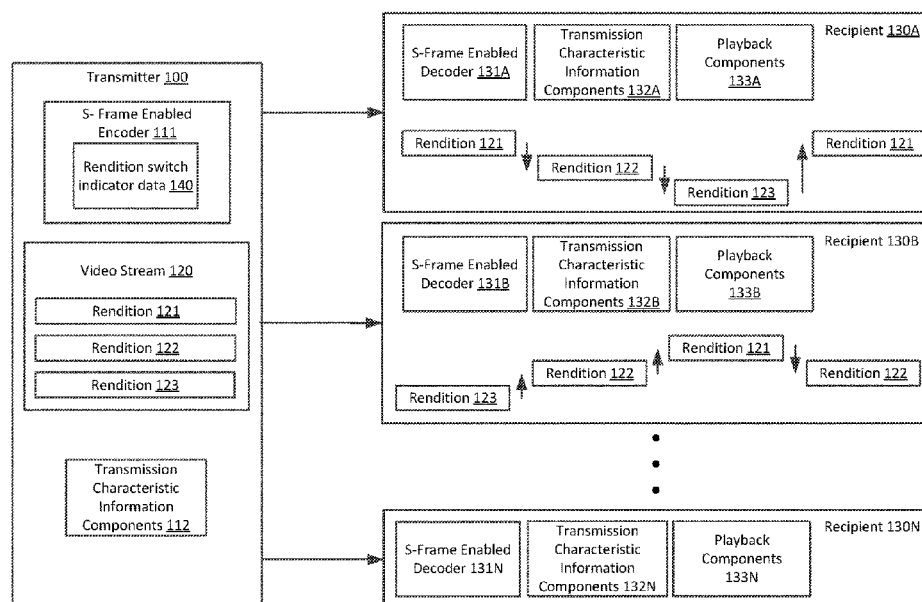 Transmitter 100
S- Frame Enabled
Encoder 111
Rendition switch
indicator data 140
Video Stream 120
Rendition 121
Rendition 122
Rendition 123
Transmission
Characteristic
Information
Components 112
Recipient 130A
S-Frame Enabled
Decoder 131A
Transmission
Characteristic
Information
Components 132A
Playback
Components
133A
Rendition 121
Rendition 122
Rendition 123
Rendition 121
Recipient 130B
S-Frame Enabled
Decoder 131B
Transmission
Characteristic
Information
Components 132B
Playback
Components
133B
Rendition 123
Rendition 122
Rendition 121
Rendition 122
Recipient 130N
S-Frame Enabled
Decoder 131N
Transmission
Characteristic
Information
Components 132N
Playback
Components
133N